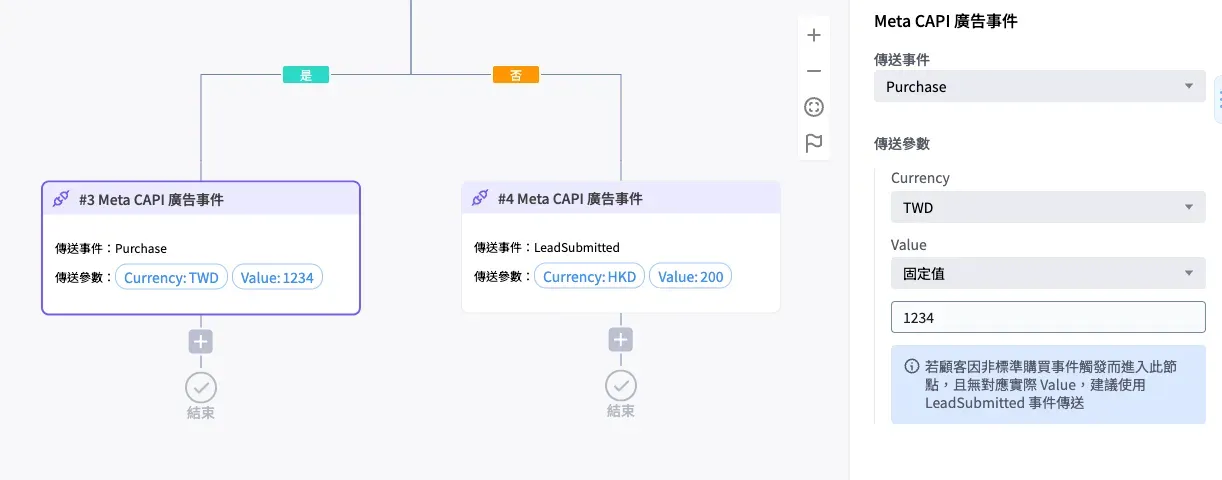 是
否
#3 Meta CAPI 廣告事件
傳送事件：Purchase
傳送參數： Currency: TWD Value: 1234
結束
#4 Meta CAPI 廣告事件
傳送事件：LeadSubmitted
傳送參數： Currency: HKD Value: 200
結束
Meta CAPI 廣告事件
傳送事件
Purchase
傳送參數
Currency
TWD
Value
固定值
1234
若顧客因非標準購買事件觸發而進入此節
點，且無對應實際 Value，建議使用
LeadSubmitted 事件傳送